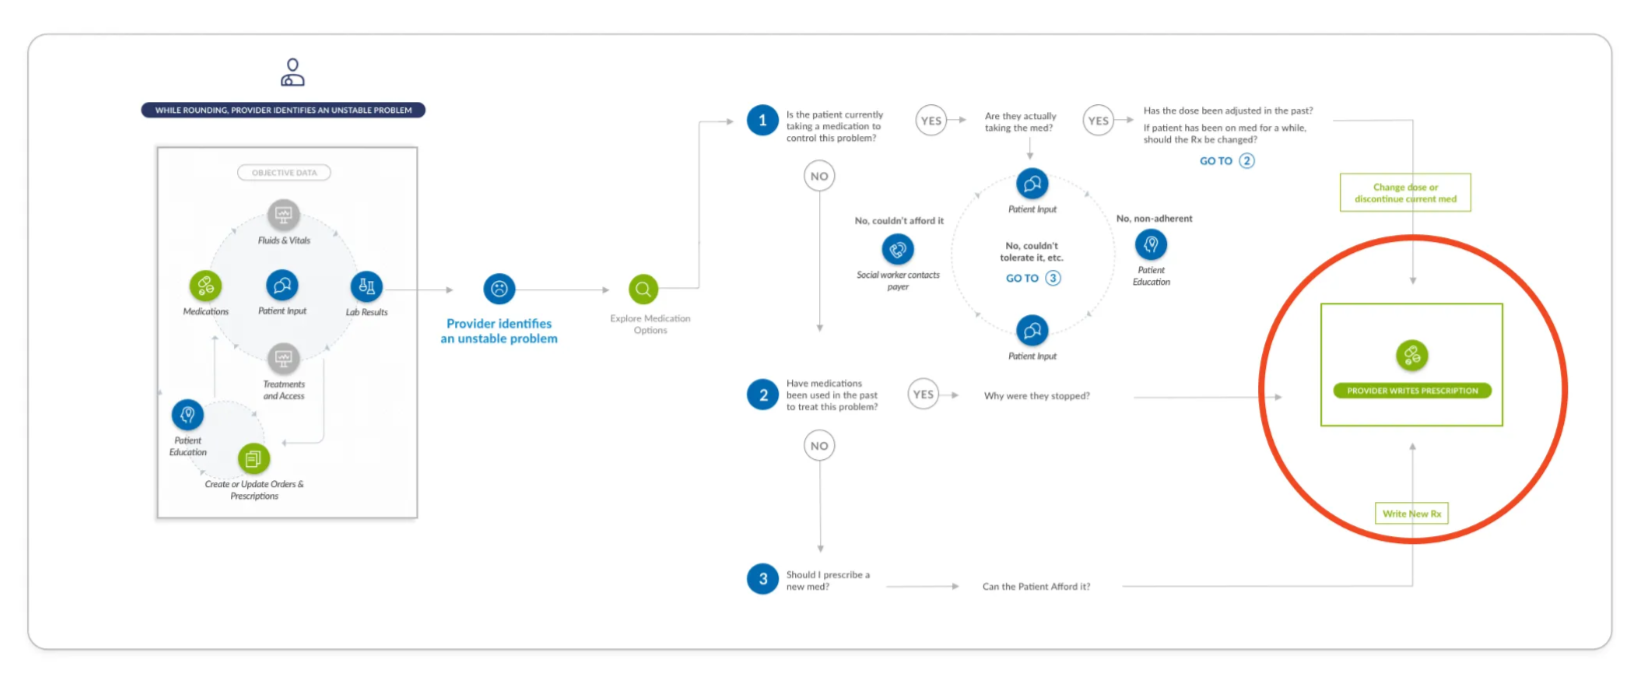 WHILE ROUNDING, PROVIDER IDENTIFIES AN UNSTABLE PROBLEM
OBJECTIVE DATA
Fluids & Vitals
Medications
Patient Input
Lab Results
Treatments
and Access
Patient
Education
Create or Update Orders &
Prescriptions
Provider identifies
an unstable problem
Explore Medication
Options
1
Is the patient currently
taking a medication to
control this problem?
YES
Are they actually
taking the med?
YES
Has the dose been adjusted in the past?
If patient has been on med for a while,
should the Rx be changed?
GO TO 2
NO
Patient Input
No, couldn't afford it
Social worker contacts
payer
No, couldn't
tolerate it, etc.
GO TO 3
No, non-adherent
Patient
Education
Patient Input
Change dose or
discontinue current med
PROVIDER WRITES PRESCRIPTION
2
Have medications
been used in the past
to treat this problem?
YES
Why were they stopped?
NO
Write New Rx
3
Should I prescribe a
new med?
Can the Patient Afford it?